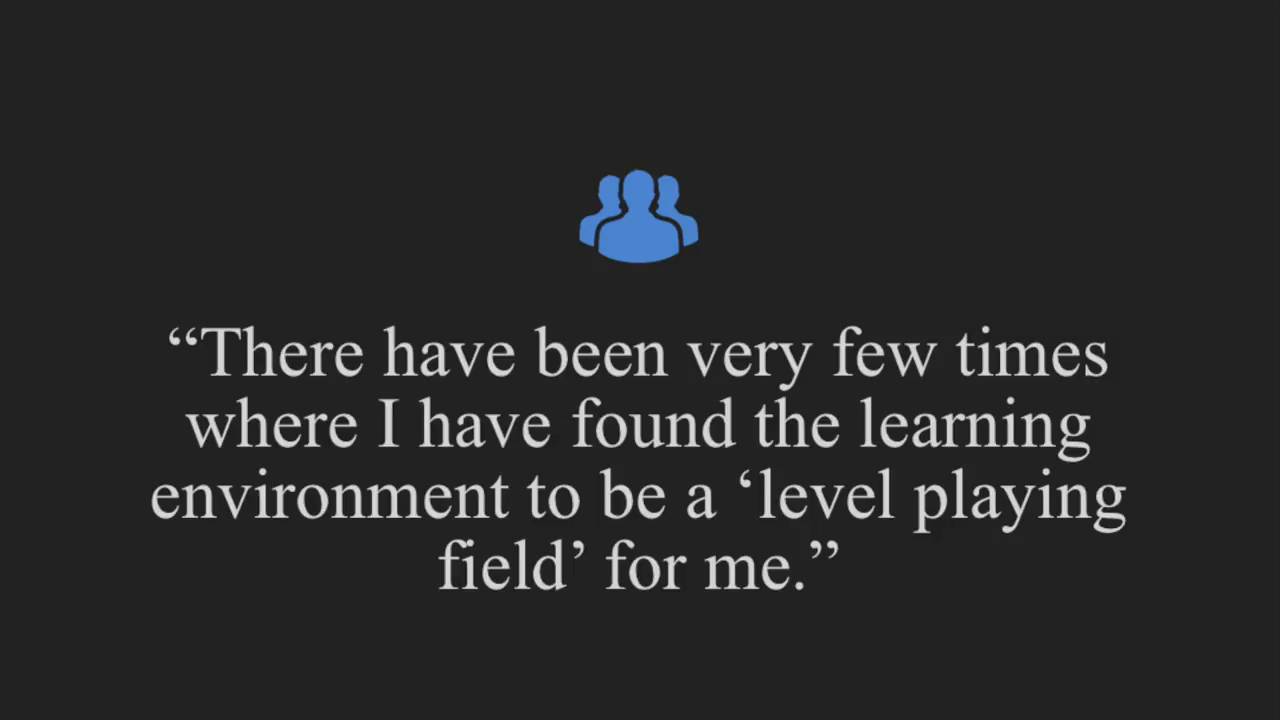 “There have been very few times
where I have found the learning
environment to be a ‘level playing
field’ for me.”